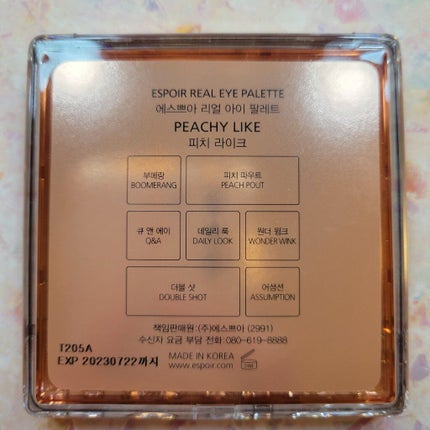 ESPOIR REAL EYE PALETTE
에스쁘아 리얼 아이 팔레트
PEACHY LIKE
피치 라이크
부메랑
BOOMERANG
피치 파우트
PEACH POUT
큐 앤 에이
Q&A
데일리 룩
DAILY LOOK
원더 윙크
WONDER WINK
더블 샷
DOUBLE SHOT
어섬션
ASSUMPTION
책임판매원 : (주)에스쁘아 (2991)
수신자 요금 부담 전화 : 080-619-8888
T205A
EXP 20230722까지
MADE IN KOREA
www.espoir.com